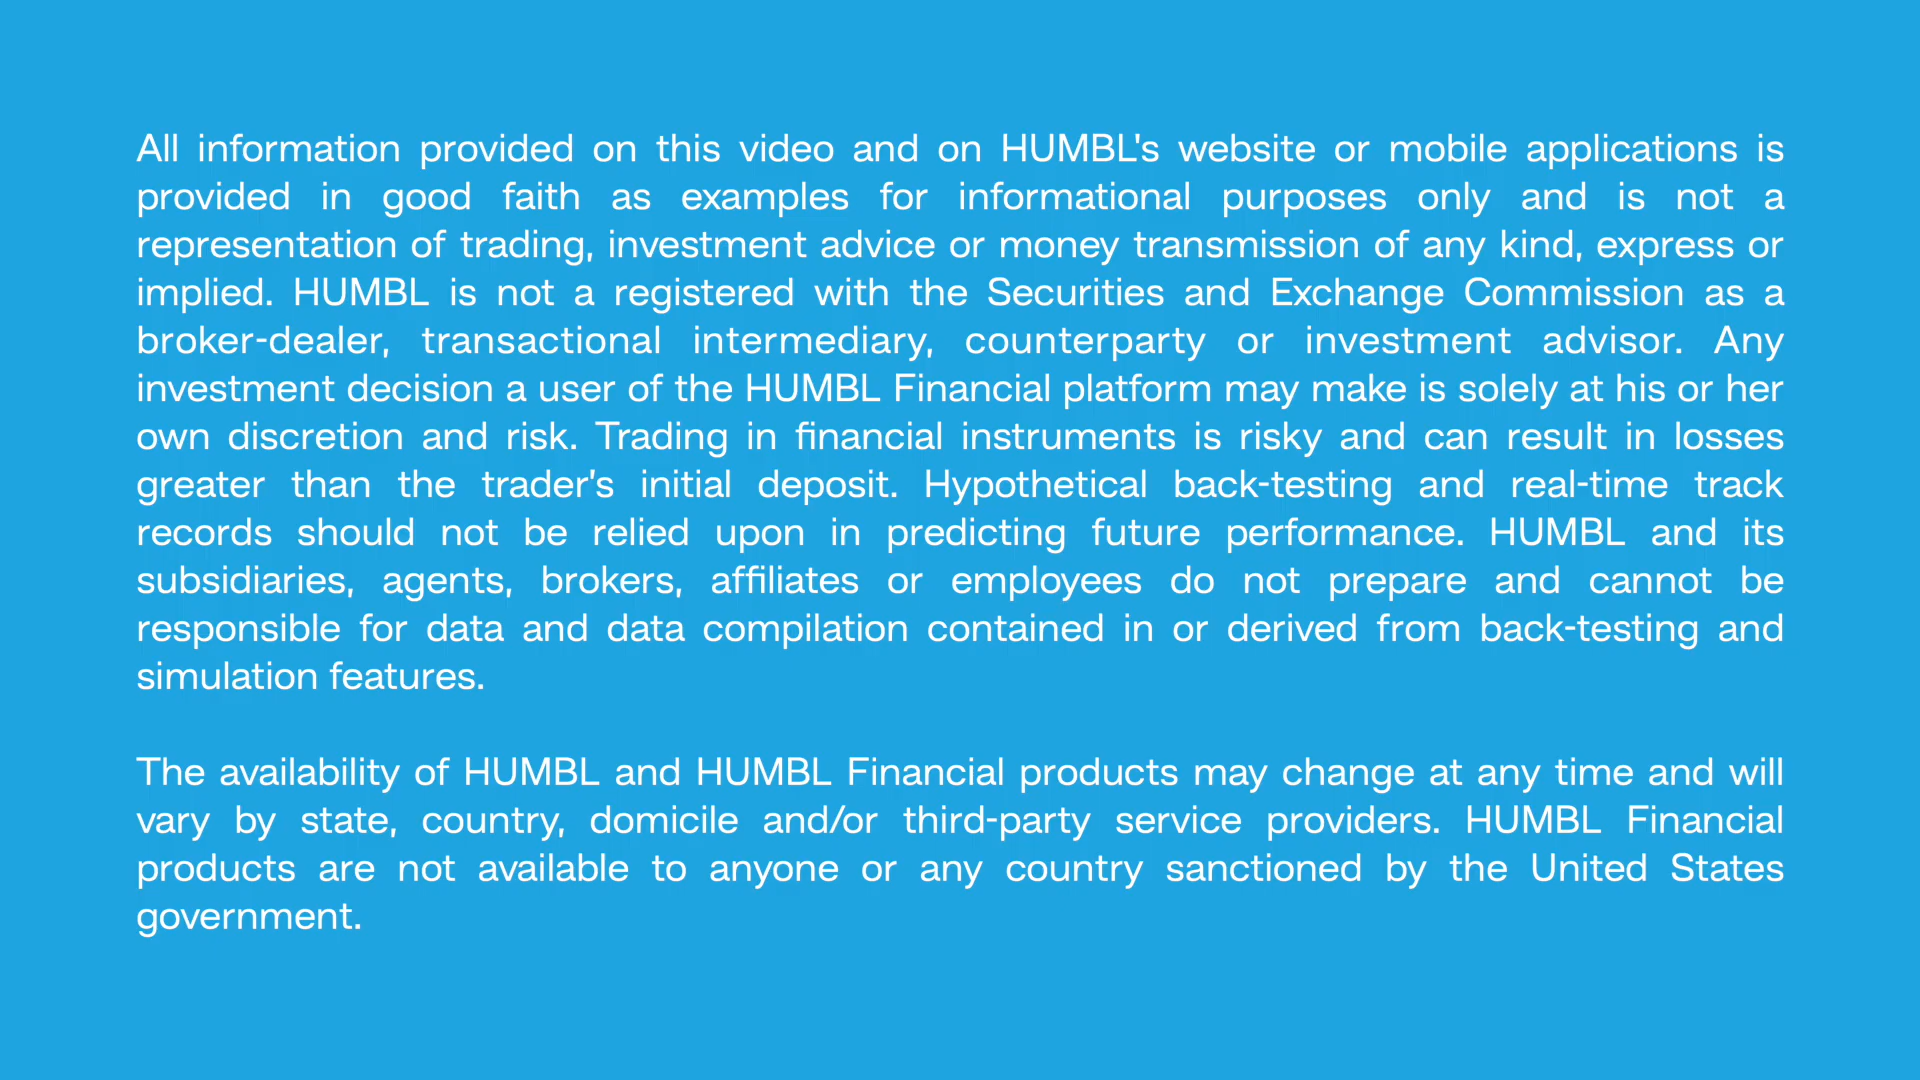 All information provided on this video and on HUMBL's website or mobile applications is
provided in good faith as examples for informational purposes only and is not a
representation of trading, investment advice or money transmission of any kind, express or
implied. HUMBL is not a registered with the Securities and Exchange Commission as a
broker-dealer, transactional intermediary, counterparty or investment advisor. Any
investment decision a user of the HUMBL Financial platform may make is solely at his or her
own discretion and risk. Trading in financial instruments is risky and can result in losses
greater than the trader's initial deposit. Hypothetical back-testing and real-time track
records should not be relied upon in predicting future performance. HUMBL and its
subsidiaries, agents, brokers, affiliates or employees do not prepare and cannot be
responsible for data and data compilation contained in or derived from back-testing and
simulation features.
The availability of HUMBL and HUMBL Financial products may change at any time and will
vary by state, country, domicile and/or third-party service providers. HUMBL Financial
products are not available to anyone or any country sanctioned by the United States
government.